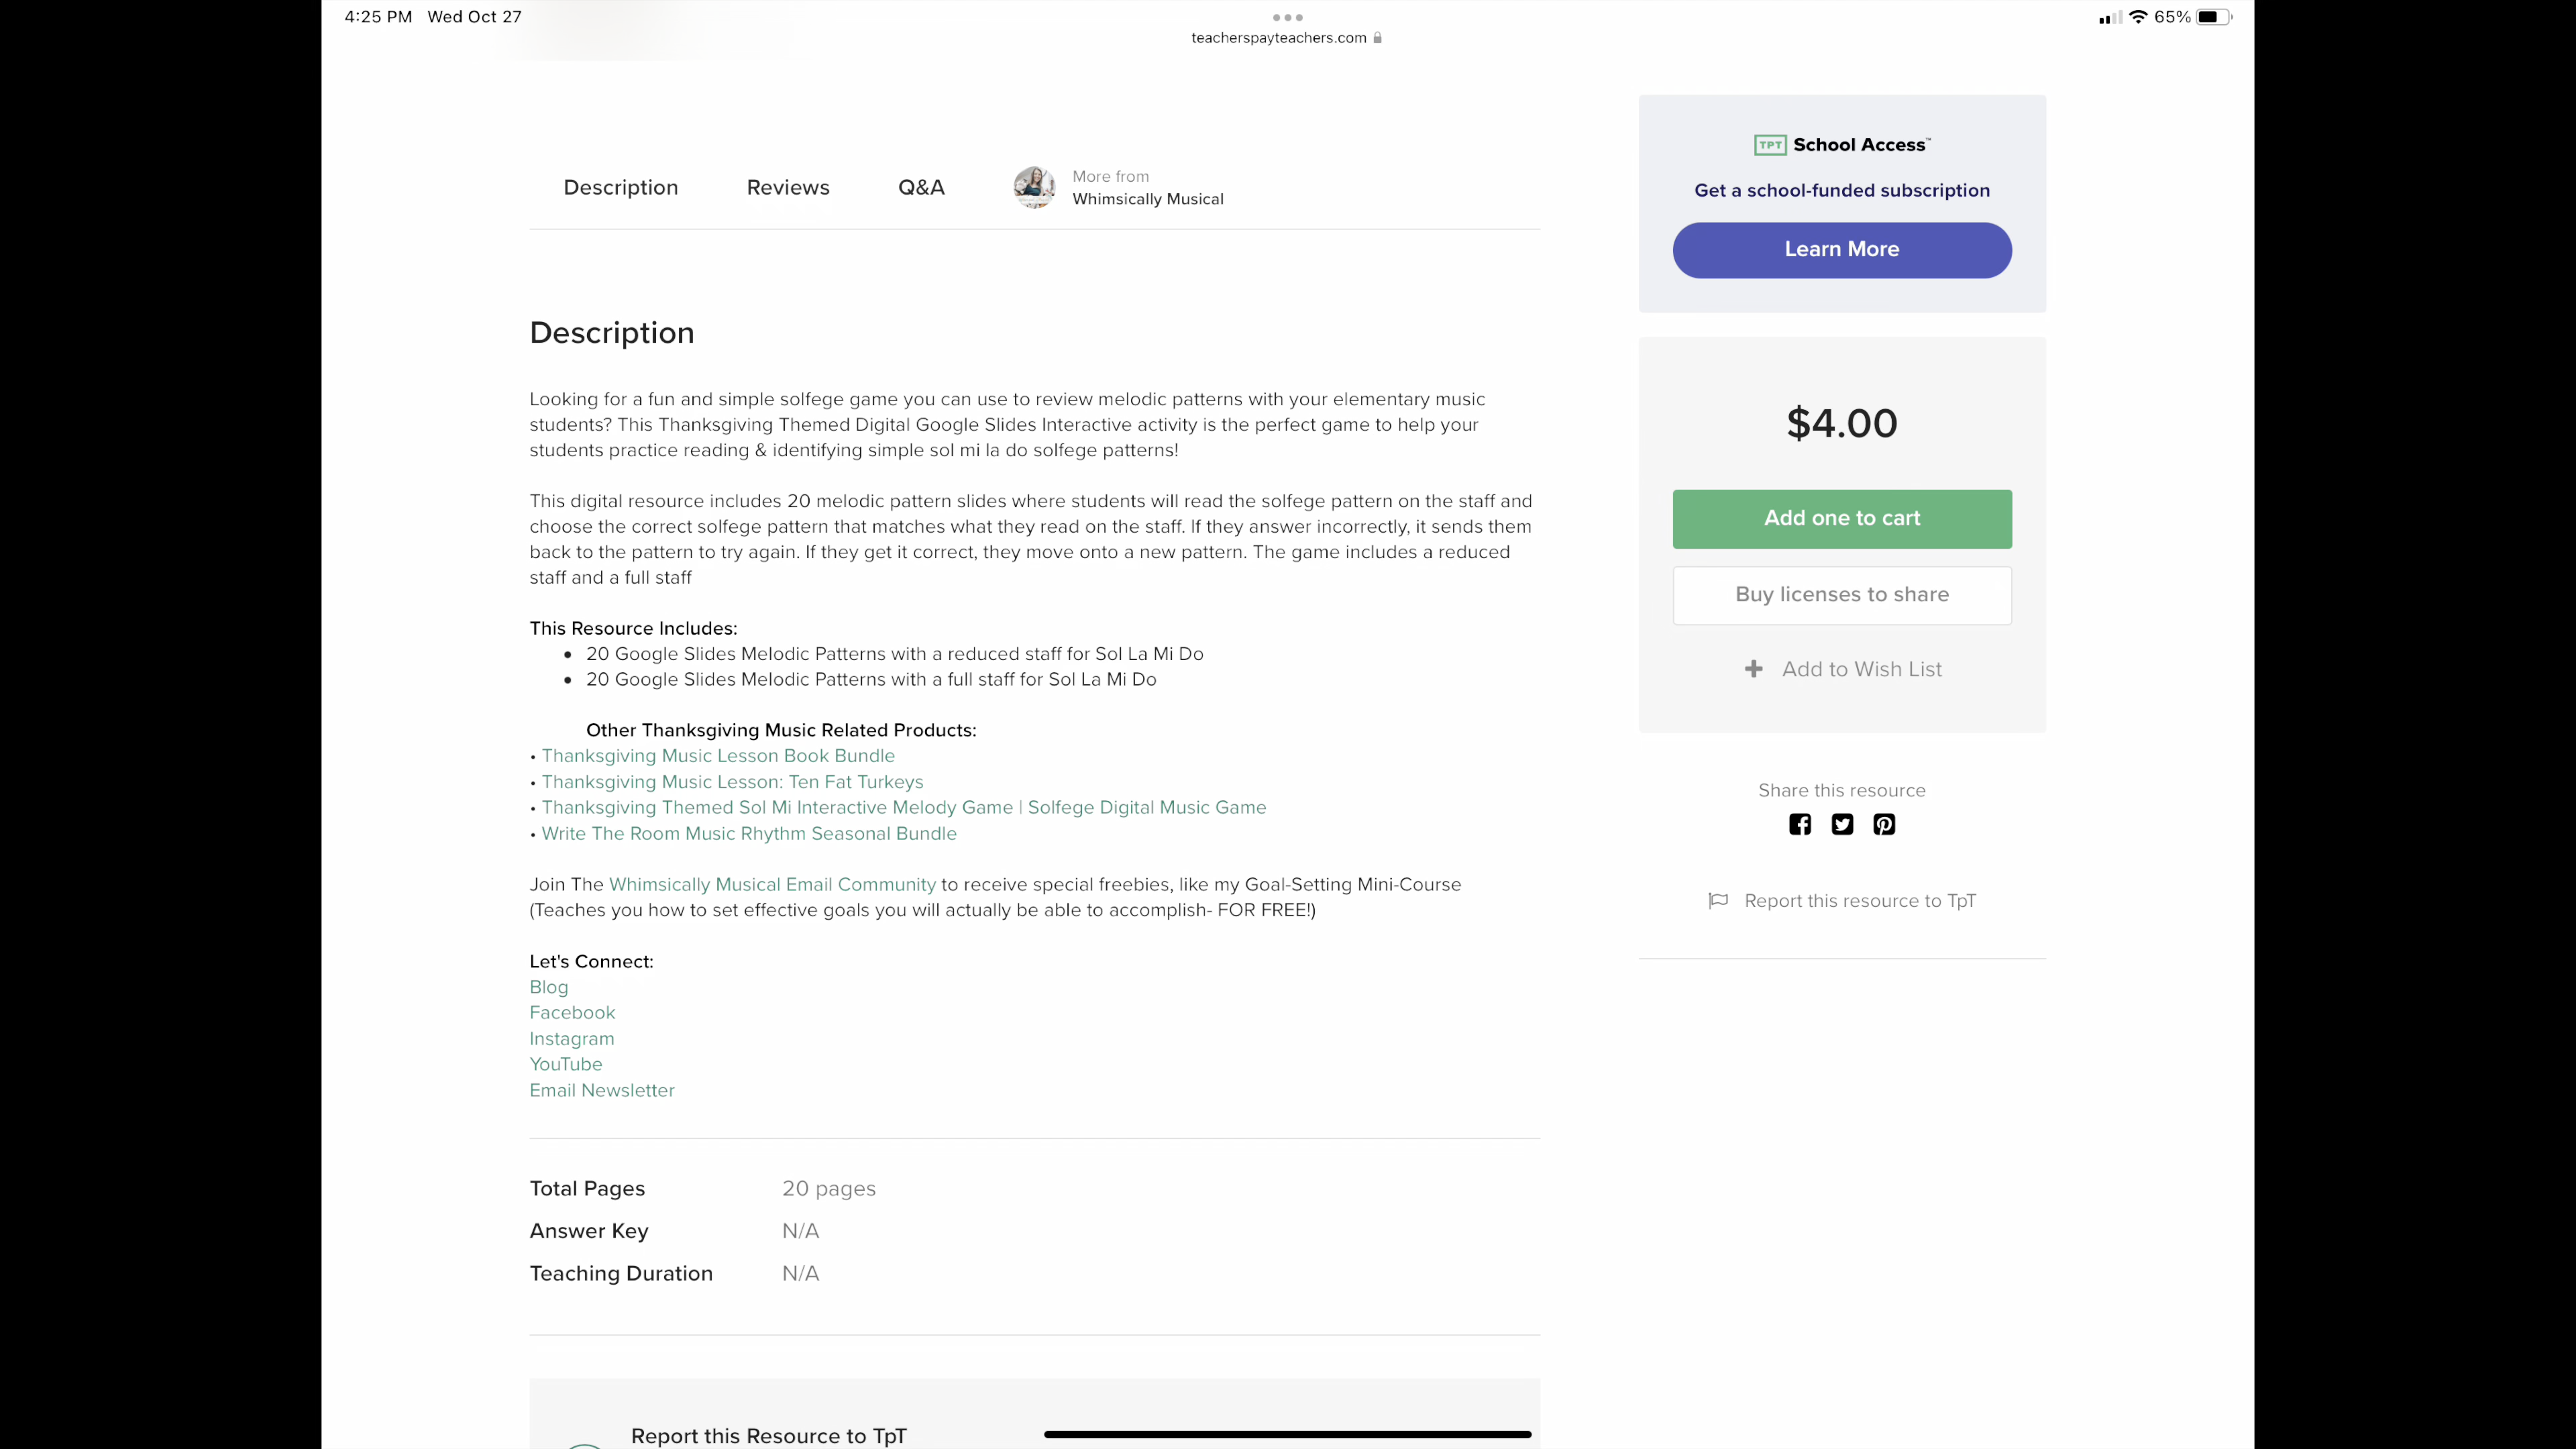 4:25 PM Wed Oct 27
teacherspayteachers.com
65%
Description
Reviews
Q&A
More from
Whimsically Musical
Description
Looking for a fun and simple solfege game you can use to review melodic patterns with your elementary music
students? This Thanksgiving Themed Digital Google Slides Interactive activity is the perfect game to help your
students practice reading & identifying simple sol mi la do solfege patterns!
This digital resource includes 20 melodic pattern slides where students will read the solfege pattern on the staff and
choose the correct solfege pattern that matches what they read on the staff. If they answer incorrectly, it sends them
back to the pattern to try again. If they get it correct, they move onto a new pattern. The game includes a reduced
staff and a full staff
This Resource Includes:
• 20 Google Slides Melodic Patterns with a reduced staff for Sol La Mi Do
• 20 Google Slides Melodic Patterns with a full staff for Sol La Mi Do
Other Thanksgiving Music Related Products:
• Thanksgiving Music Lesson Book Bundle
• Thanksgiving Music Lesson: Ten Fat Turkeys
• Thanksgiving Themed Sol Mi Interactive Melody Game | Solfege Digital Music Game
• Write The Room Music Rhythm Seasonal Bundle
Join The Whimsically Musical Email Community to receive special freebies, like my Goal-Setting Mini-Course
(Teaches you how to set effective goals you will actually be able to accomplish- FOR FREE!)
Let's Connect:
Blog
Facebook
Instagram
YouTube
Email Newsletter
Total Pages 20 pages
Answer Key N/A
Teaching Duration N/A
Report this Resource to TpT
TPT School Access™
Get a school-funded subscription
Learn More
$4.00
Add one to cart
Buy licenses to share
Add to Wish List
Share this resource
Report this resource to TpT